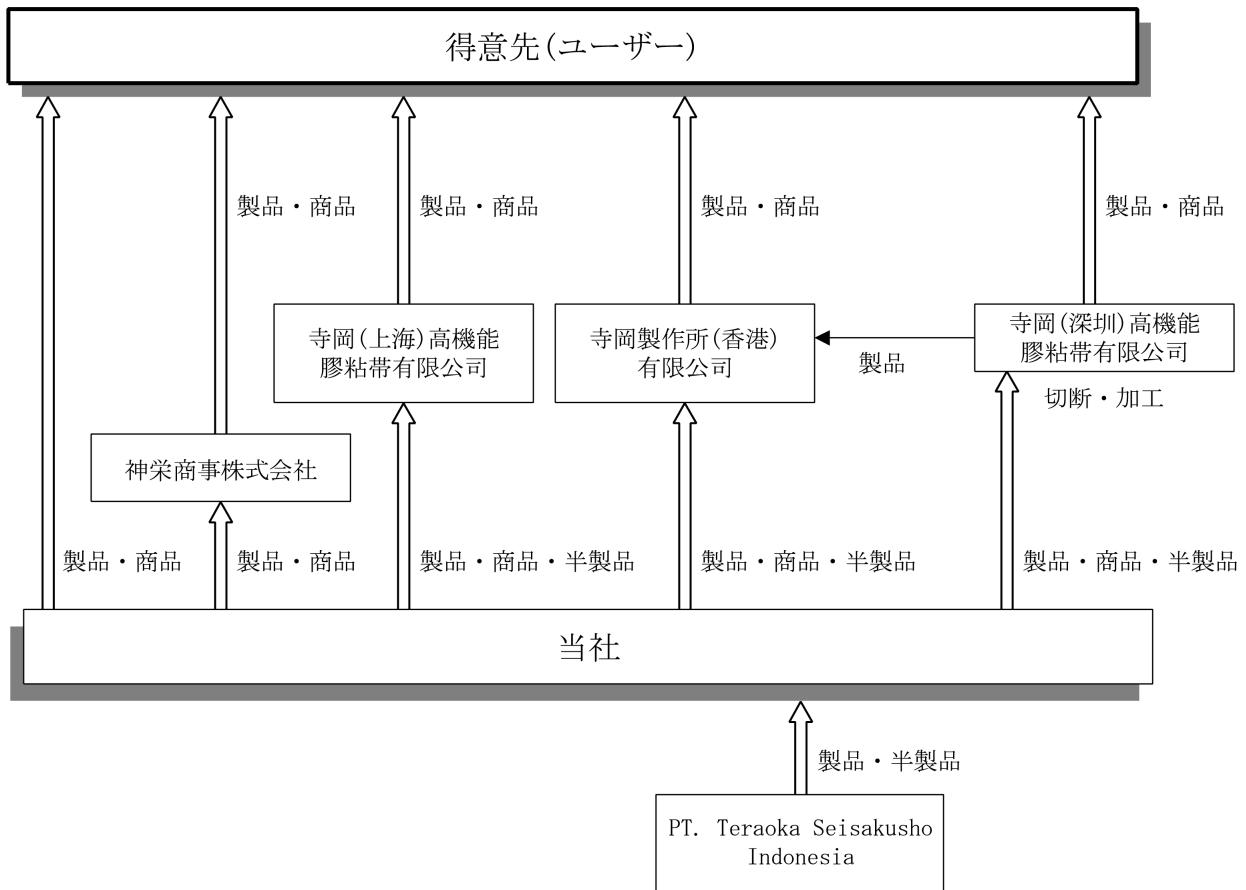 得意先(ユーザー)
製品・商品
製品・商品
製品・商品
製品・商品
寺岡(上海)高機能
膠粘帯有限公司
寺岡製作所(香港)
有限公司
寺岡(深圳)高機能
膠粘帯有限公司
製品
切断・加工
神栄商事株式会社
製品・商品
製品・商品
製品・商品・半製品
製品・商品・半製品
製品・商品・半製品
当社
製品・半製品
PT. Teraoka Seisakusho
Indonesia